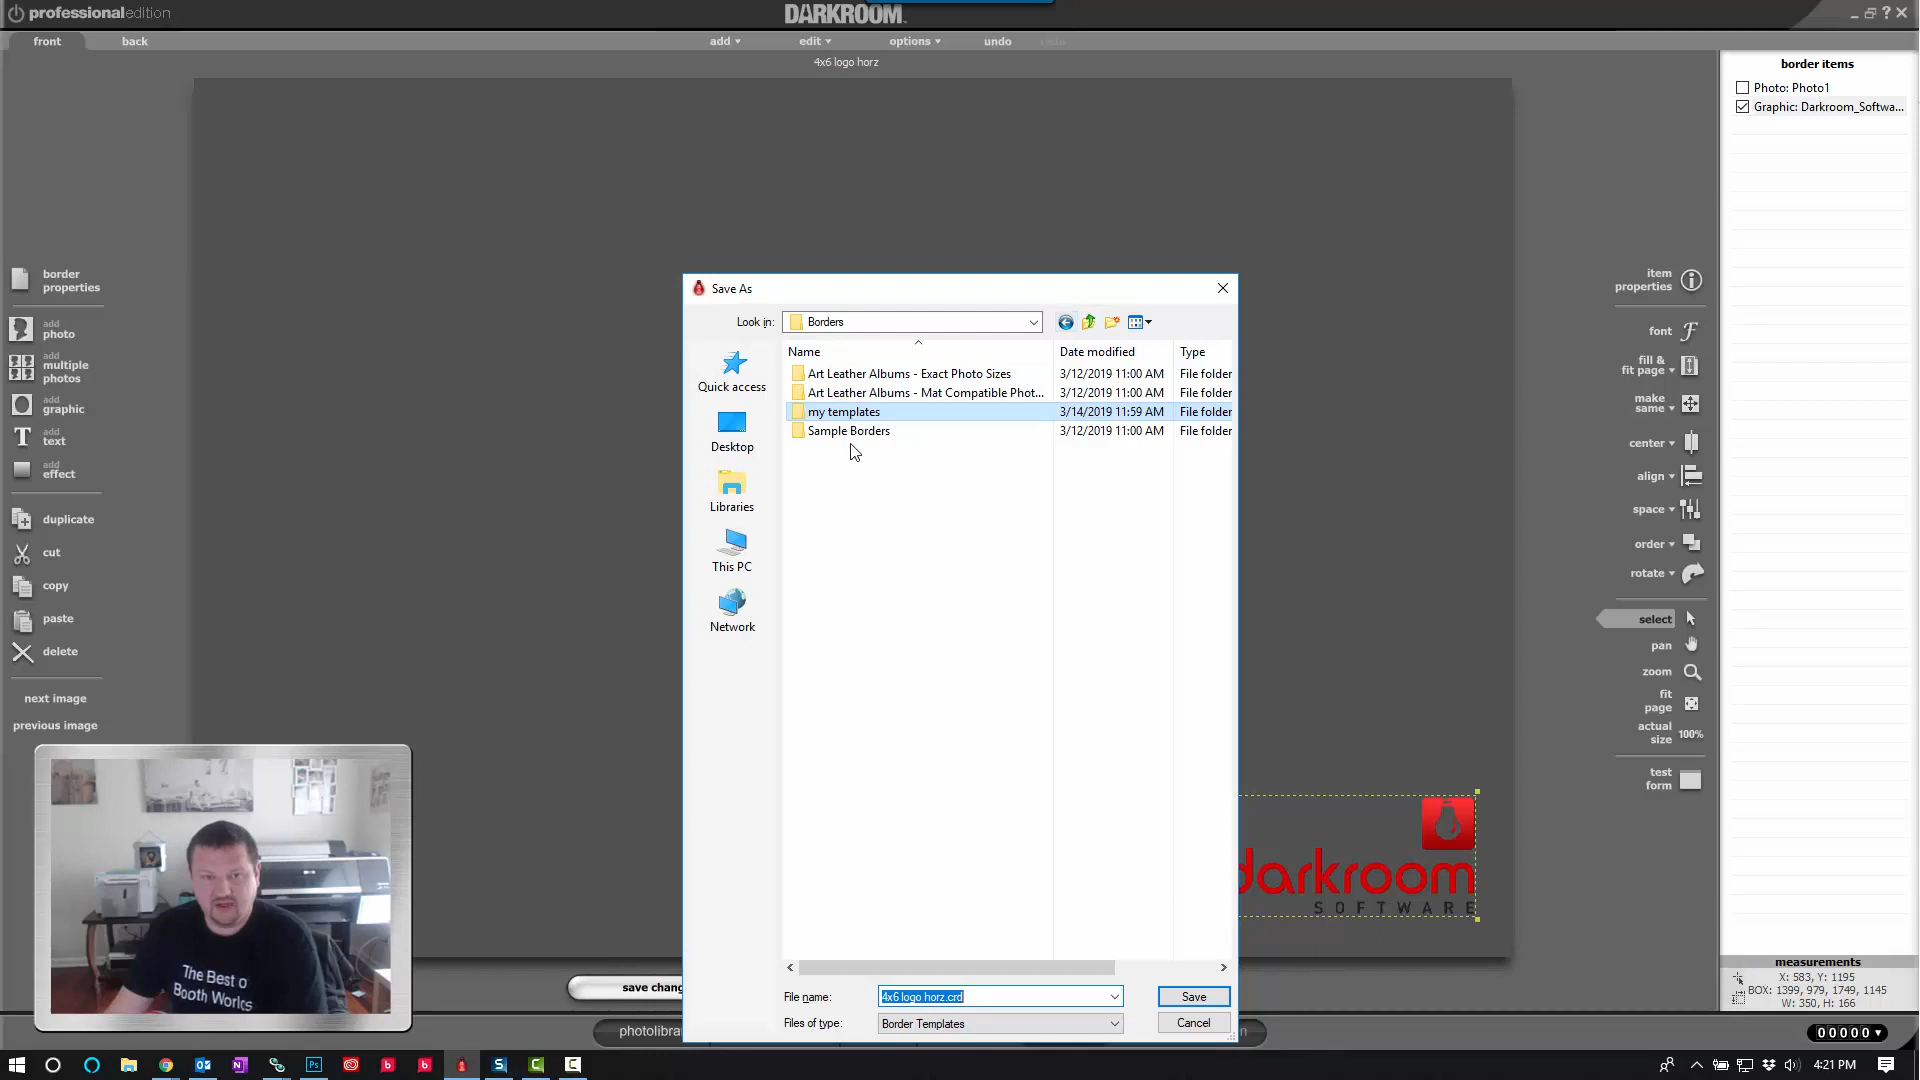 professionaledition
DARKROOM
front
back
add
edit
options
undo
redo
4x6 logo horz
border items
Photo: Photo1
Graphic: Darkroom_Softwa...
border
properties
add
photo
add
multiple
photos
add
graphic
add
text
add
effect
duplicate
cut
copy
paste
delete
next image
previous image
Save As
Look in:
Borders
Name
Date modified
Type
Art Leather Albums - Exact Photo Sizes
3/12/2019 11:00 AM
File folder
Art Leather Albums - Mat Compatible Phot...
3/12/2019 11:00 AM
File folder
my templates
3/14/2019 11:59 AM
File folder
Sample Borders
3/12/2019 11:00 AM
File folder
Quick access
Desktop
Libraries
This PC
Network
File name:
4x6 logo horz.crd
Save
Files of type:
Border Templates
Cancel
item
properties
font
fill &
fit page
make
same
center
align
space
order
rotate
select
pan
zoom
fit
page
actual
size
100%
test
form
darkroom
SOFTWARE
The Best o
Booth Worlds
save chang
photolibra
measurements
X: 583, Y: 1195
BOX: 1399, 979, 1749, 1145
W: 350, H: 166
00000
4:21 PM